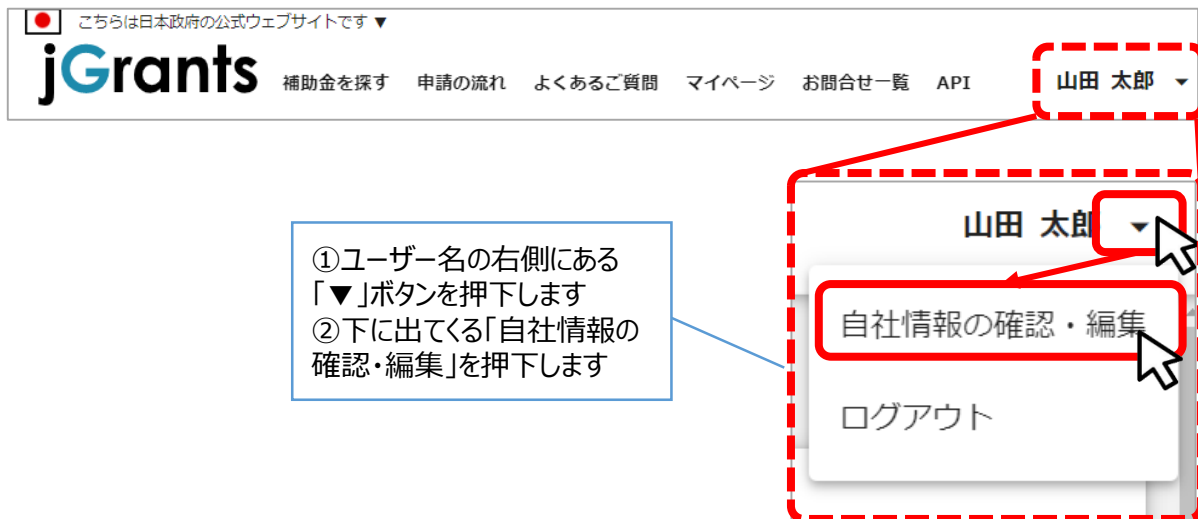 こちらは日本政府の公式ウェブサイトです ▼
jGrants 補助金を探す 申請の流れ よくあるご質問 マイページ お問合せ一覧 API 山田 太郎 ▼
山田 太郎 ▼
①ユーザー名の右側にある
「▼」ボタンを押下します
②下に出てくる「自社情報の
確認・編集」を押下します
自社情報の確認・編集
ログアウト